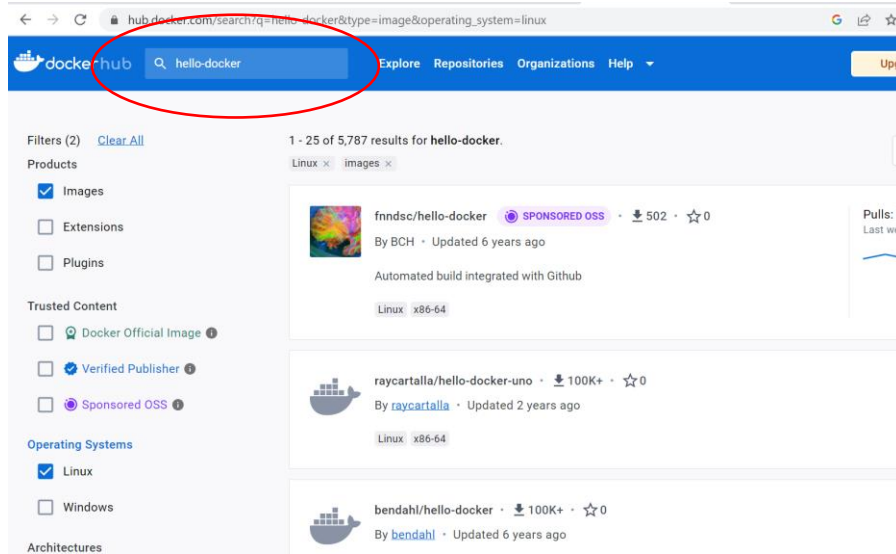 hub.docker.com/search?q=hello-docker&type=image&operating_system=linux
dockerhub
hello-docker
Explore Repositories Organizations Help
Upg
Filters (2) Clear All
1 - 25 of 5,787 results for hello-docker.
Products
Linux × images ×
Images
Extensions
Plugins
fnndsc/hello-docker SPONSORED OSS · 502 · 0
By BCH · Updated 6 years ago
Automated build integrated with Github
Linux x86-64
Pulls:
Last we
Trusted Content
Docker Official Image
Verified Publisher
Sponsored OSS
raycartalla/hello-docker-uno · 100K+ · 0
By raycartalla · Updated 2 years ago
Linux x86-64
Operating Systems
Linux
Windows
Architectures
bendahl/hello-docker · 100K+ · 0
By bendahl · Updated 6 years ago